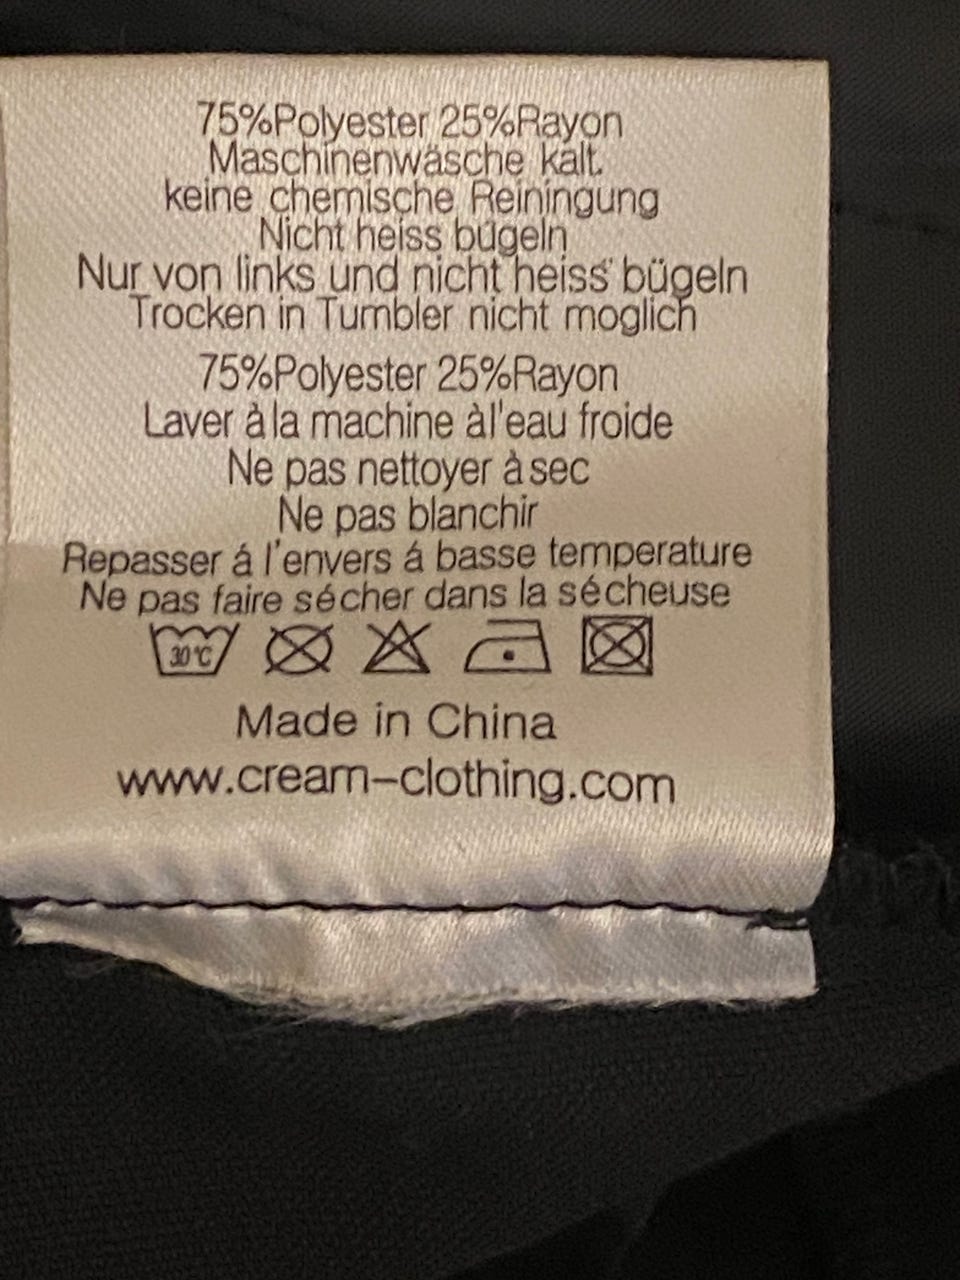 75%Polyester 25%Rayon
Maschinenwäsche kalt.
keine chemische Reiningung
Nicht heiss bügeln
Nur von links und nicht heiss bügeln
Trocken in Tumbler nicht moglich
75%Polyester 25%Rayon
Laver à la machine à l'eau froide
Ne pas nettoyer à sec
Ne pas blanchir
Repasser á l'envers á basse temperature
Ne pas faire sécher dans la sécheuse
30°C
Made in China
www.cream-clothing.com